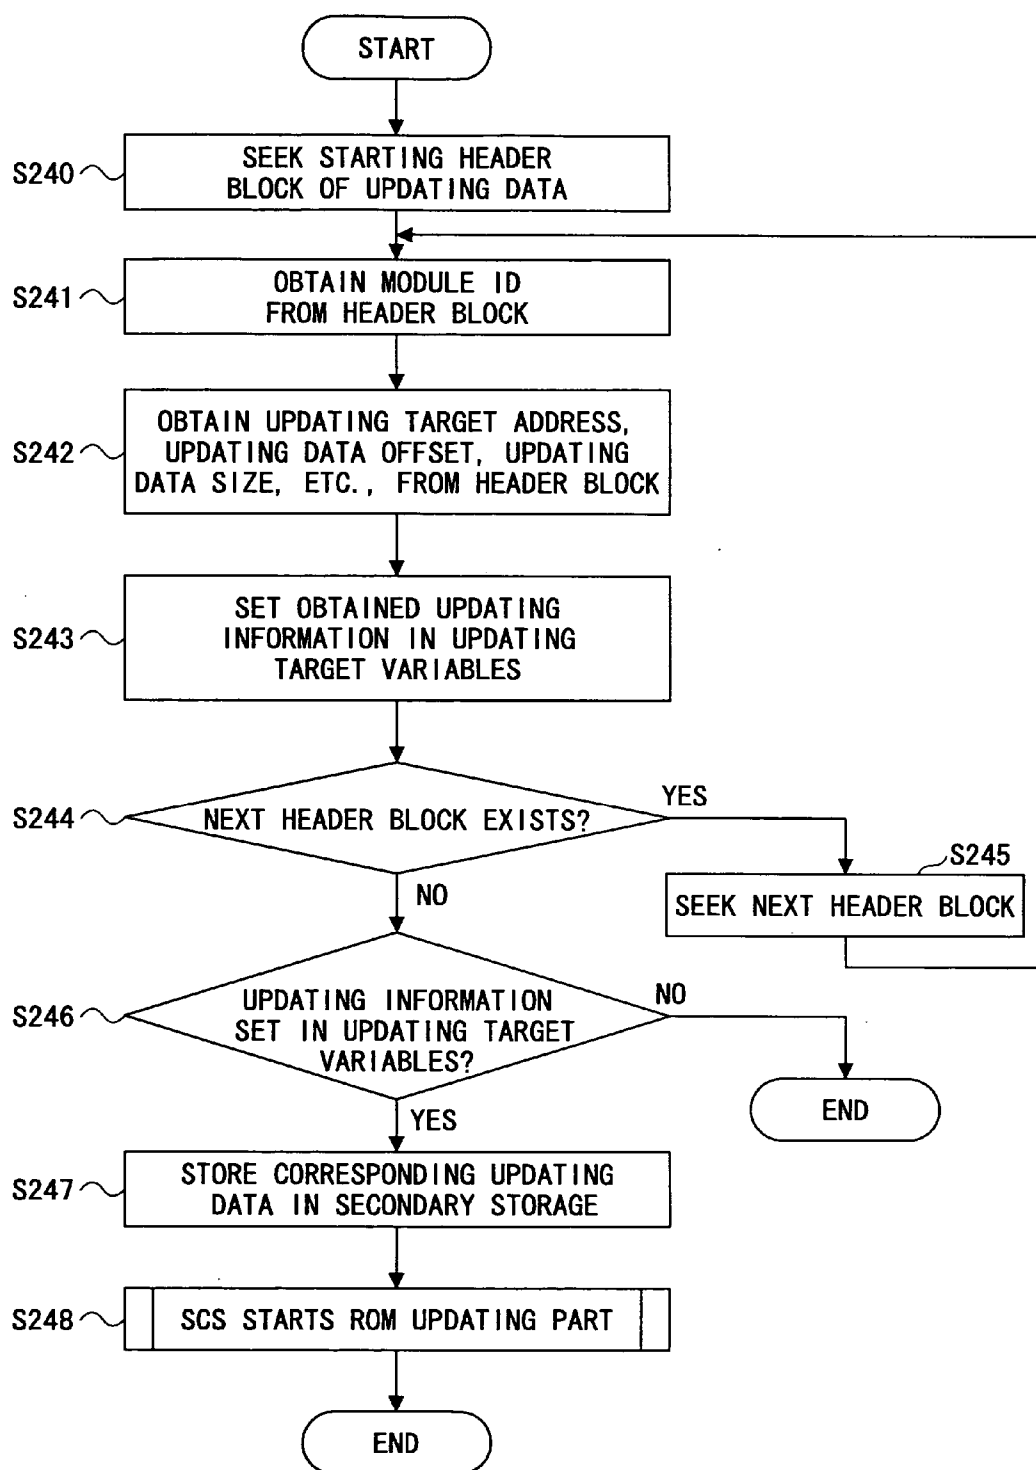 START
S240
SEEK STARTING HEADER
BLOCK OF UPDATING DATA
S241
OBTAIN MODULE ID
FROM HEADER BLOCK
S242
OBTAIN UPDATING TARGET ADDRESS,
UPDATING DATA OFFSET, UPDATING
DATA SIZE, ETC., FROM HEADER BLOCK
S243
SET OBTAINED UPDATING
INFORMATION IN UPDATING
TARGET VARIABLES
S244
NEXT HEADER BLOCK EXISTS?
YES
S245
SEEK NEXT HEADER BLOCK
NO
S246
UPDATING INFORMATION
SET IN UPDATING TARGET
VARIABLES?
NO
END
YES
S247
STORE CORRESPONDING UPDATING
DATA IN SECONDARY STORAGE
S248
SCS STARTS ROM UPDATING PART
END